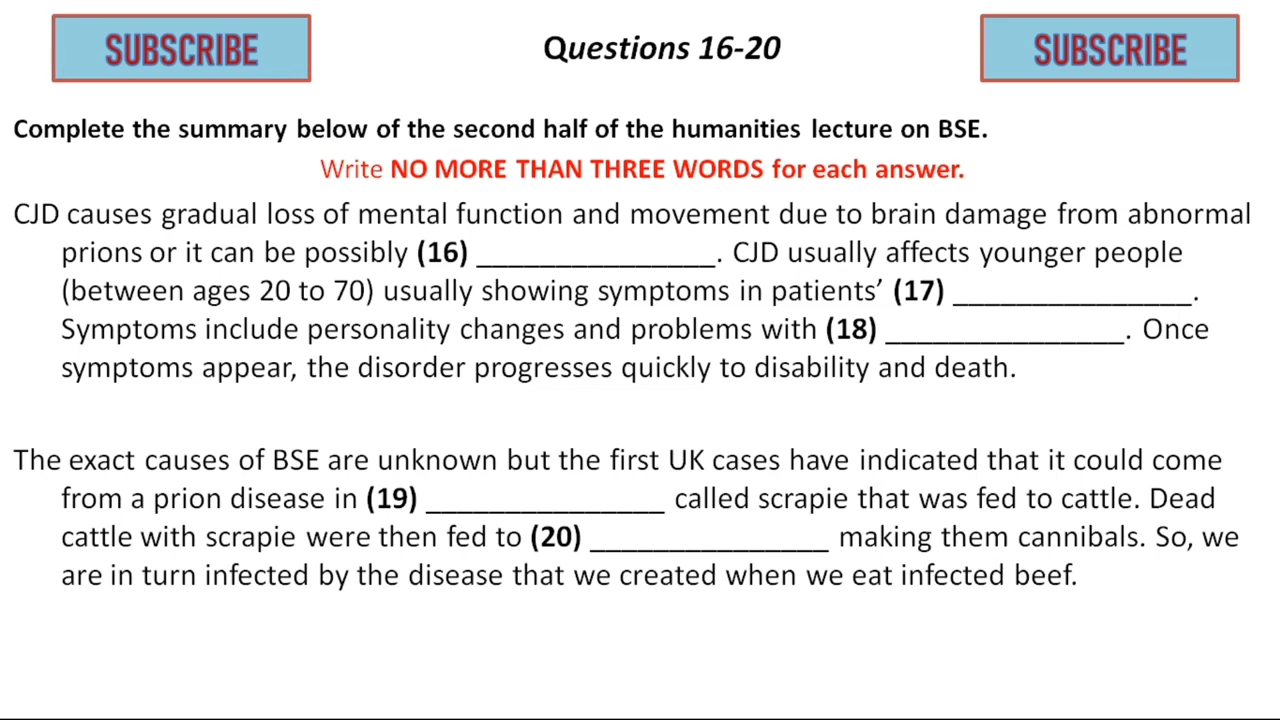 SUBSCRIBE
Questions 16-20
SUBSCRIBE
Complete the summary below of the second half of the humanities lecture on BSE.
Write NO MORE THAN THREE WORDS for each answer.
CJD causes gradual loss of mental function and movement due to brain damage from abnormal
prions or it can be possibly (16) _______________. CJD usually affects younger people
(between ages 20 to 70) usually showing symptoms in patients’ (17) _______________.
Symptoms include personality changes and problems with (18) _______________. Once
symptoms appear, the disorder progresses quickly to disability and death.
The exact causes of BSE are unknown but the first UK cases have indicated that it could come
from a prion disease in (19) _______________ called scrapie that was fed to cattle. Dead
cattle with scrapie were then fed to (20) _______________ making them cannibals. So, we
are in turn infected by the disease that we created when we eat infected beef.